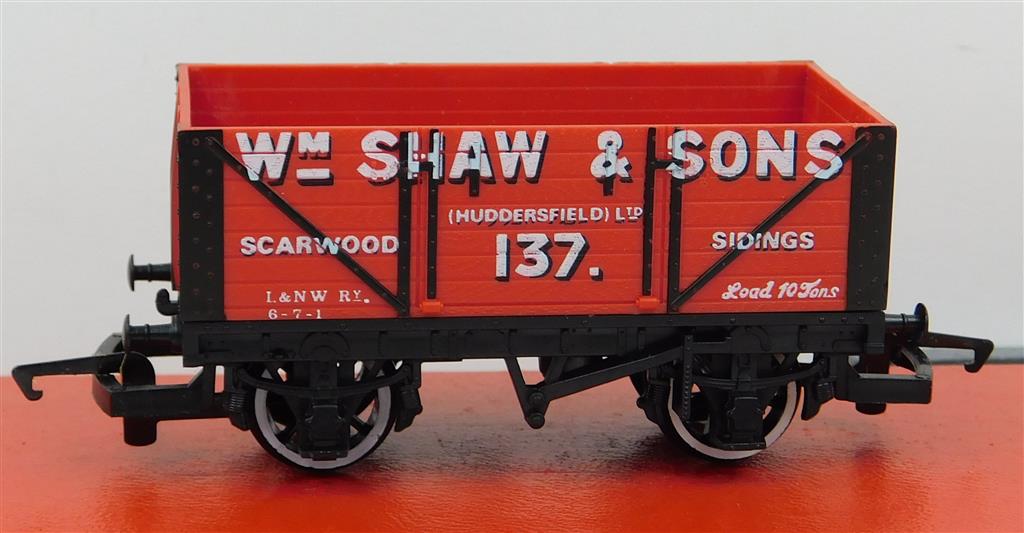 WM SHAW & SONS
(HUDDERSFIELD) LTD
SCARWOOD 137. SIDINGS
L&NW RY.
6-7-1
Load 10 Tons